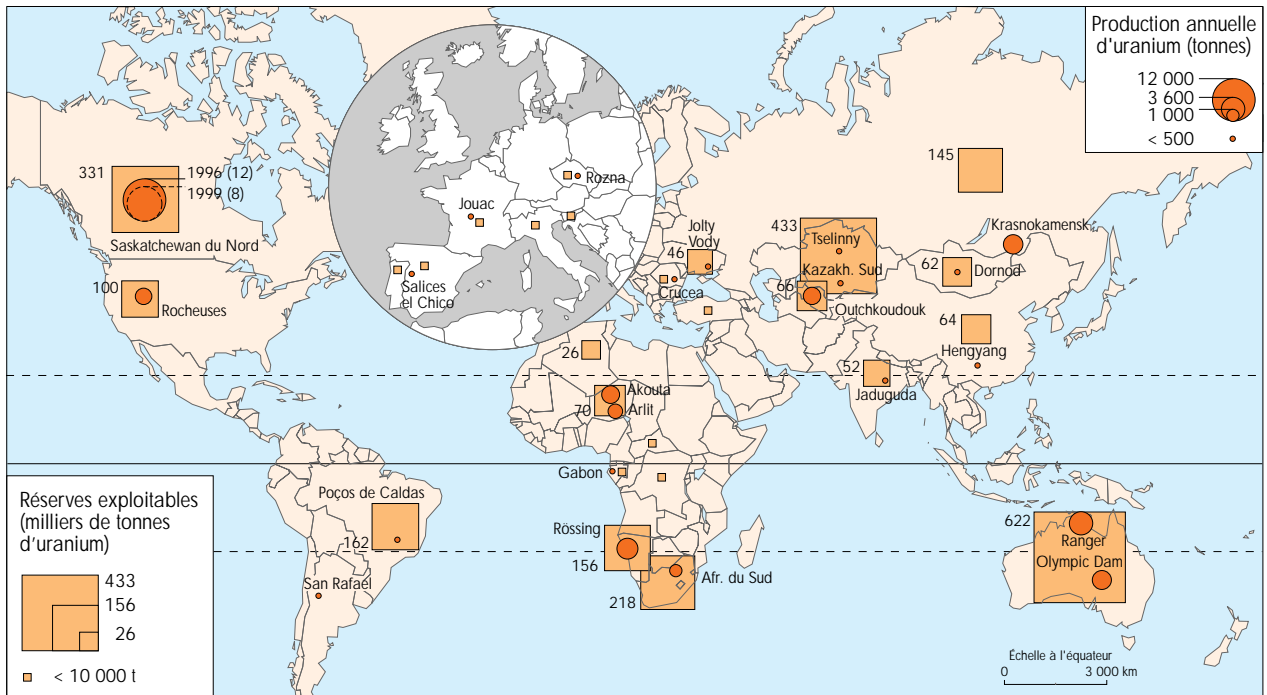 Production annuelle
d'uranium (tonnes)
12 000
3 600
1 000
< 500
331
1996 (12)
1999 (8)
Saskatchewan du Nord
100
Rocheuses
Rozna
Jouac
Salices
el Chico
Jolty
Vody
46
Crucea
145
433
Tselinny
Kazakh. Sud
66
Outchkoudouk
Krasnokamensk
62
Dornod
64
Hengyang
52
Jaduguda
26
Akouta
70
Arlit
Gabon
Poços de Caldas
162
San Rafael
Rössing
156
Afr. du Sud
218
622
Ranger
Olympic Dam
Réserves exploitables
(milliers de tonnes
d'uranium)
433
156
26
< 10 000 t
Échelle à l'équateur
0 3 000 km